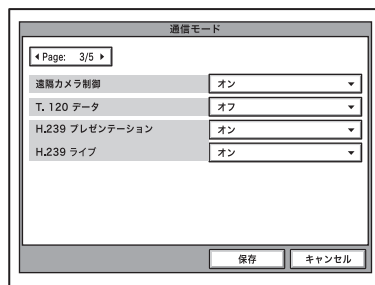 通信モード
Page: 3/5
遠隔カメラ制御 オン
T. 120 データ オフ
H.239 プレゼンテーション オン
H.239 ライブ オン
保存 キャンセル